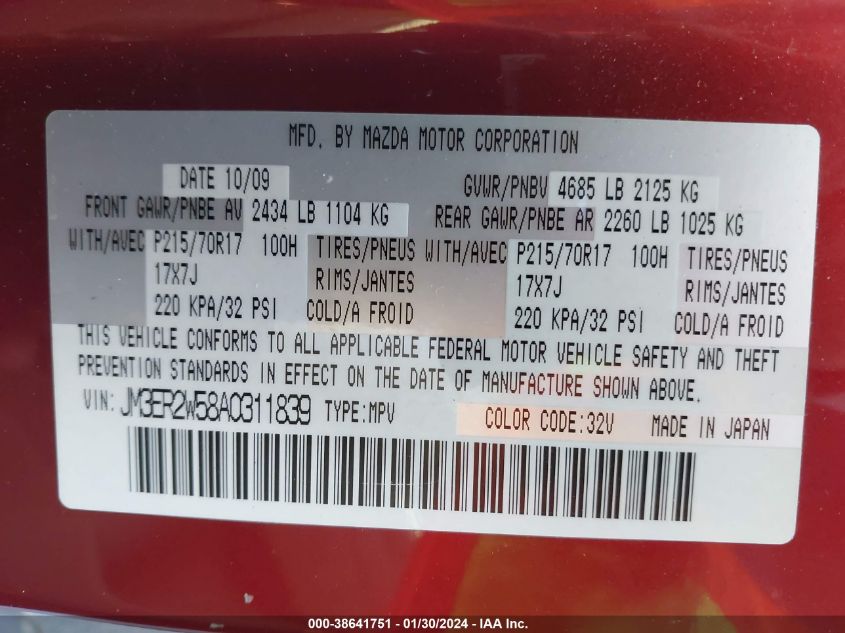 MFD. BY MAZDA MOTOR CORPORATION
DATE 10/09 GVWR/PNBV 4685 LB 2125 KG
FRONT GAWR/PNBE AV 2434 LB 1104 KG REAR GAWR/PNBE AR 2260 LB 1025 KG
WITH/AVEC P215/70R17 100H TIRES/PNEUS WITH/AVEC P215/70R17 100H TIRES/PNEUS
17X7J RIMS/JANTES 17X7J RIMS/JANTES
220 KPA/32 PSI COLD/A FROID 220 KPA/32 PSI COLD/A FROID
THIS VEHICLE CONFORMS TO ALL APPLICABLE FEDERAL MOTOR VEHICLE SAFETY AND THEFT
PREVENTION STANDARDS IN EFFECT ON THE DATE OF MANUFACTURE SHOWN ABOVE.
VIN: JM3ER2W58A0311839 TYPE:MPV COLOR CODE:32V MADE IN JAPAN
000-38641751 - 01/30/2024 - IAA Inc.